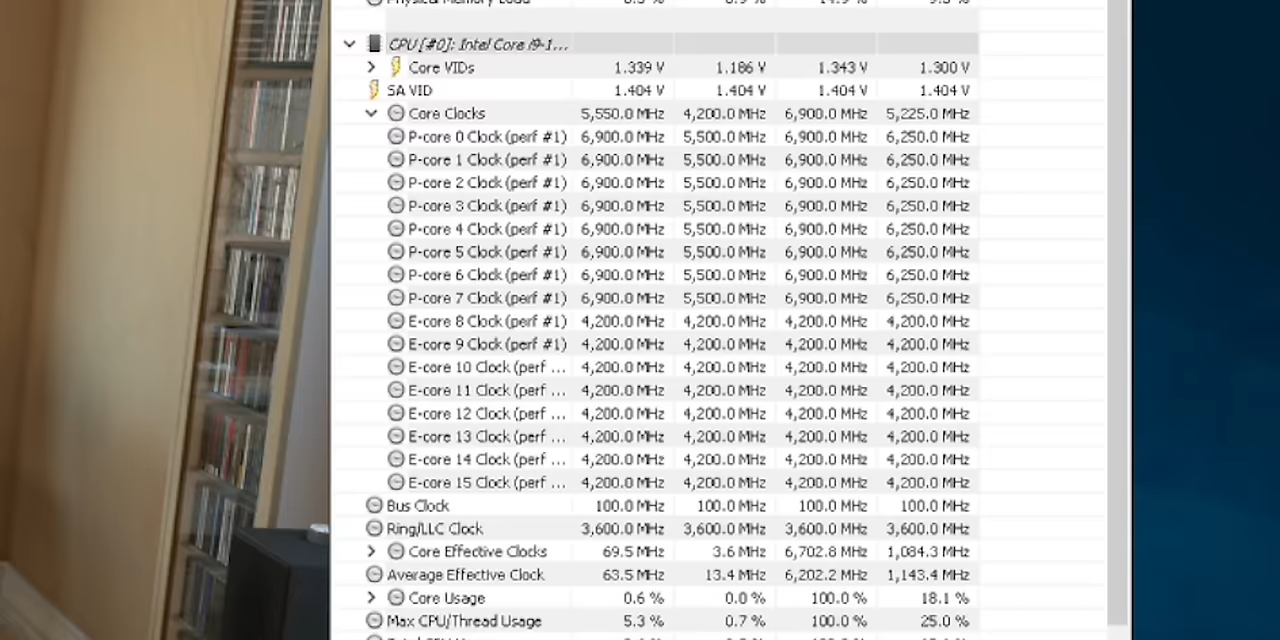 Physical Memory Load 8.5 % 8.9 % 14.9 % 9.3 %
CPU [#0]: Intel Core i9-1...
Core VIDs 1.339 V 1.186 V 1.343 V 1.300 V
SA VID 1.404 V 1.404 V 1.404 V 1.404 V
Core Clocks 5,550.0 MHz 4,200.0 MHz 6,900.0 MHz 5,225.0 MHz
P-core 0 Clock (perf #1) 6,900.0 MHz 5,500.0 MHz 6,900.0 MHz 6,250.0 MHz
P-core 1 Clock (perf #1) 6,900.0 MHz 5,500.0 MHz 6,900.0 MHz 6,250.0 MHz
P-core 2 Clock (perf #1) 6,900.0 MHz 5,500.0 MHz 6,900.0 MHz 6,250.0 MHz
P-core 3 Clock (perf #1) 6,900.0 MHz 5,500.0 MHz 6,900.0 MHz 6,250.0 MHz
P-core 4 Clock (perf #1) 6,900.0 MHz 5,500.0 MHz 6,900.0 MHz 6,250.0 MHz
P-core 5 Clock (perf #1) 6,900.0 MHz 5,500.0 MHz 6,900.0 MHz 6,250.0 MHz
P-core 6 Clock (perf #1) 6,900.0 MHz 5,500.0 MHz 6,900.0 MHz 6,250.0 MHz
P-core 7 Clock (perf #1) 6,900.0 MHz 5,500.0 MHz 6,900.0 MHz 6,250.0 MHz
E-core 8 Clock (perf #1) 4,200.0 MHz 4,200.0 MHz 4,200.0 MHz 4,200.0 MHz
E-core 9 Clock (perf #1) 4,200.0 MHz 4,200.0 MHz 4,200.0 MHz 4,200.0 MHz
E-core 10 Clock (perf ... 4,200.0 MHz 4,200.0 MHz 4,200.0 MHz 4,200.0 MHz
E-core 11 Clock (perf ... 4,200.0 MHz 4,200.0 MHz 4,200.0 MHz 4,200.0 MHz
E-core 12 Clock (perf ... 4,200.0 MHz 4,200.0 MHz 4,200.0 MHz 4,200.0 MHz
E-core 13 Clock (perf ... 4,200.0 MHz 4,200.0 MHz 4,200.0 MHz 4,200.0 MHz
E-core 14 Clock (perf ... 4,200.0 MHz 4,200.0 MHz 4,200.0 MHz 4,200.0 MHz
E-core 15 Clock (perf ... 4,200.0 MHz 4,200.0 MHz 4,200.0 MHz 4,200.0 MHz
Bus Clock 100.0 MHz 100.0 MHz 100.0 MHz 100.0 MHz
Ring/LLC Clock 3,600.0 MHz 3,600.0 MHz 3,600.0 MHz 3,600.0 MHz
Core Effective Clocks 69.5 MHz 3.6 MHz 6,702.8 MHz 1,084.3 MHz
Average Effective Clock 63.5 MHz 13.4 MHz 6,202.2 MHz 1,143.4 MHz
Core Usage 0.6 % 0.0 % 100.0 % 18.1 %
Max CPU/Thread Usage 5.3 % 0.7 % 100.0 % 25.0 %